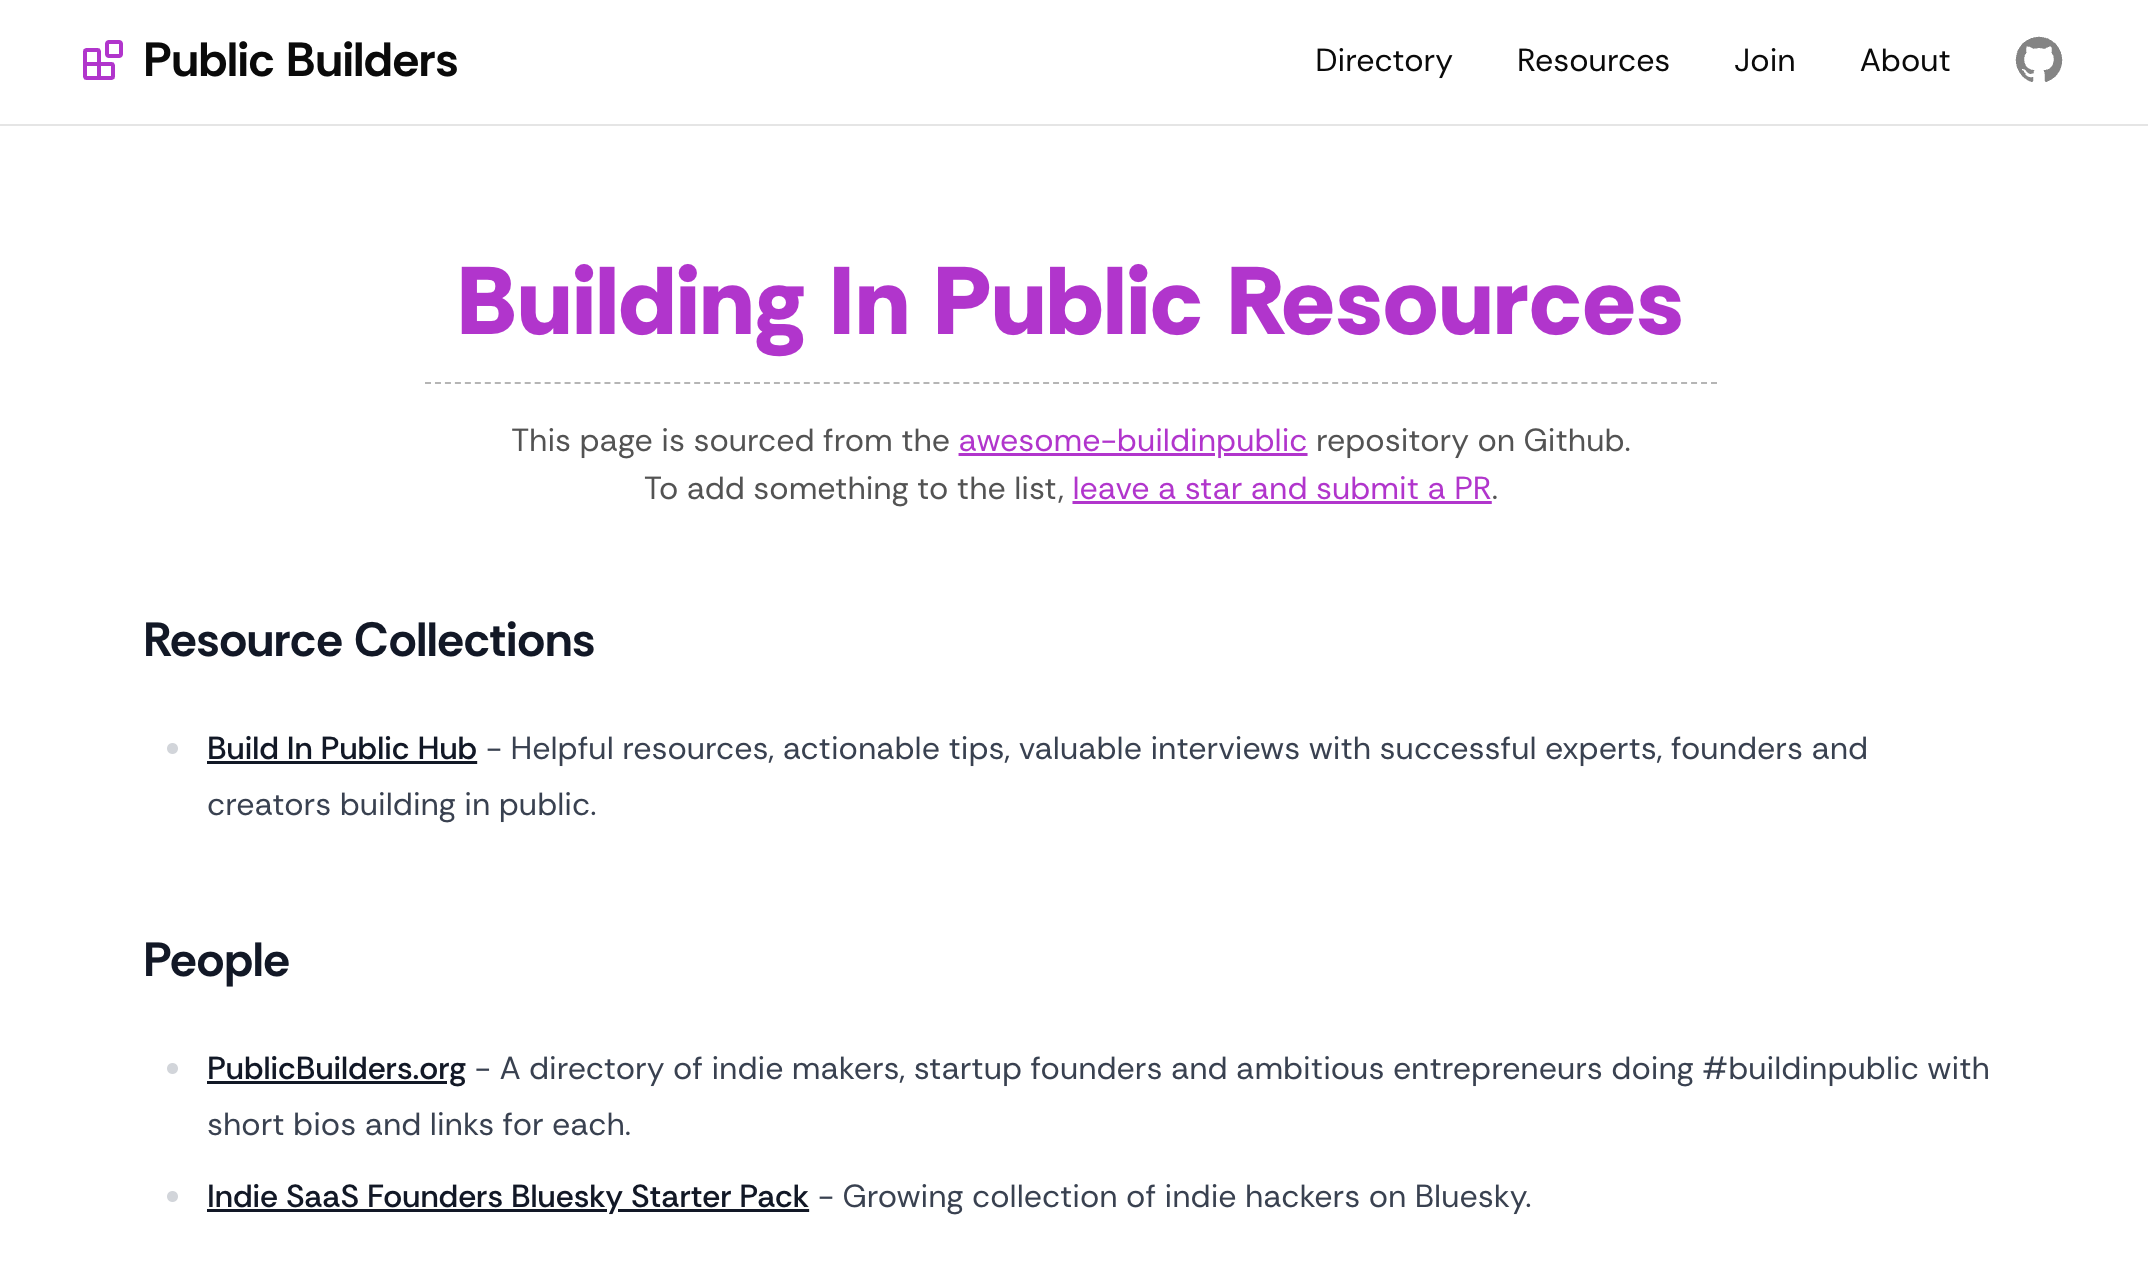 Public Builders
Directory
Resources
Join
About
Building In Public Resources
This page is sourced from the awesome-buildinpublic repository on Github.
To add something to the list, leave a star and submit a PR.
Resource Collections
Build In Public Hub - Helpful resources, actionable tips, valuable interviews with successful experts, founders and
creators building in public.
People
PublicBuilders.org - A directory of indie makers, startup founders and ambitious entrepreneurs doing #buildinpublic with
short bios and links for each.
Indie SaaS Founders Bluesky Starter Pack - Growing collection of indie hackers on Bluesky.